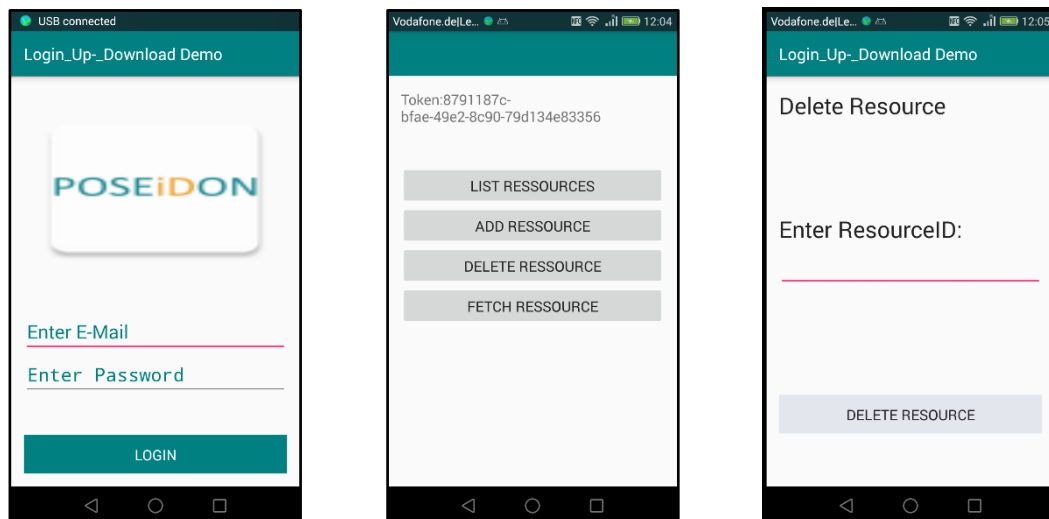 USB connected
Login_Up-_Download Demo
POSEiDON
Enter E-Mail
Enter Password
LOGIN
Vodafone.de|Le... 12:04
Token:8791187c-
bfae-49e2-8c90-79d134e83356
LIST RESSOURCES
ADD RESSOURCE
DELETE RESSOURCE
FETCH RESSOURCE
Vodafone.de|Le... 12:05
Login_Up-_Download Demo
Delete Resource
Enter ResourceID:
DELETE RESOURCE